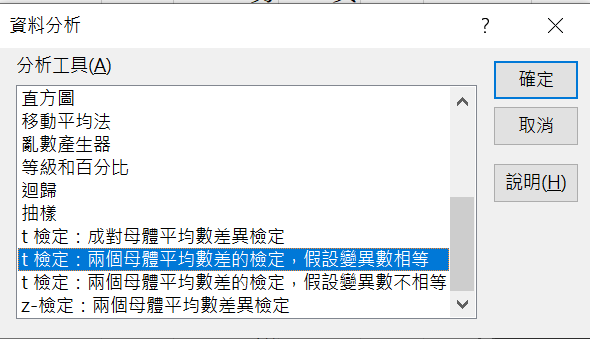 資料分析
?
分析工具(A)
直方圖
移動平均法
亂數產生器
等級和百分比
迴歸
抽樣
t 檢定：成對母體平均數差異檢定
t 檢定：兩個母體平均數差的檢定，假設變異數相等
t 檢定：兩個母體平均數差的檢定，假設變異數不相等
z-檢定：兩個母體平均數差異檢定
確定
取消
說明(H)